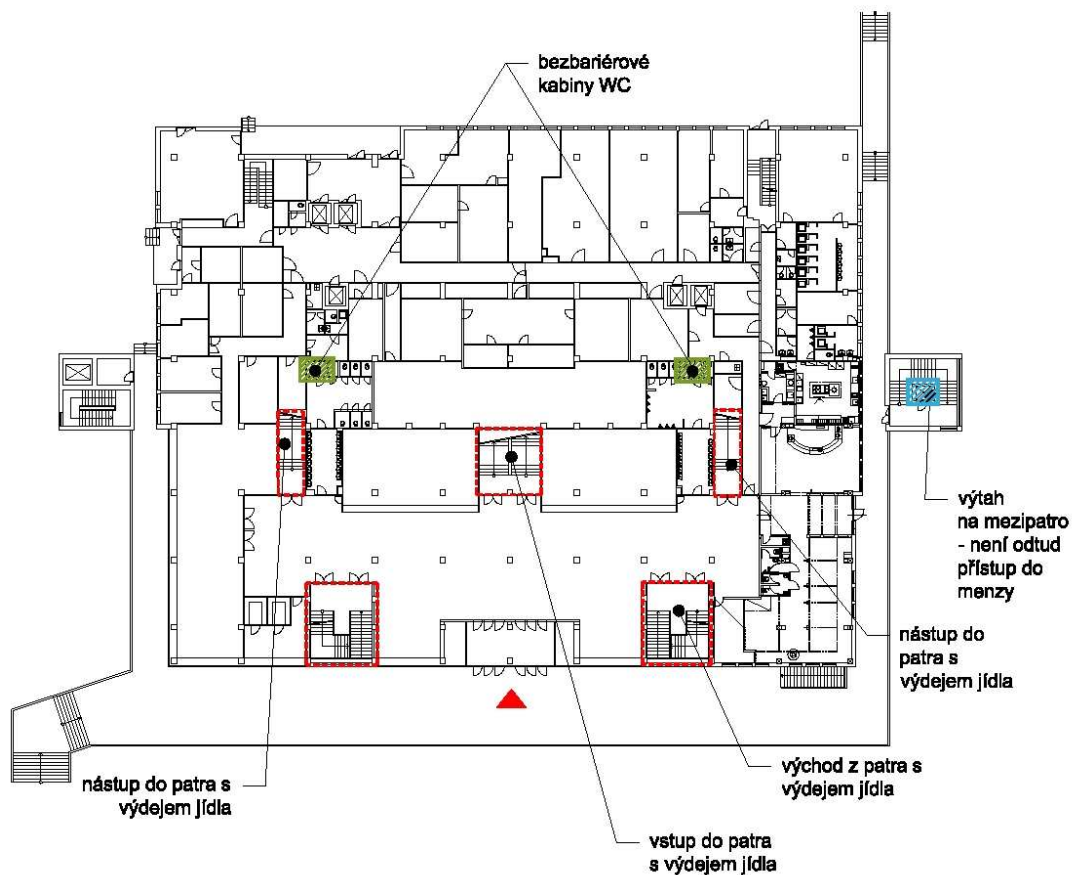 bezbariérové
kabiny WC
výtah
na mezipatro
- není odtud
přístup do
menzy
nástup do
patra s
výdejem jídla
východ z patra s
výdejem jídla
nástup do patra s
výdejem jídla
vstup do patra
s výdejem jídla